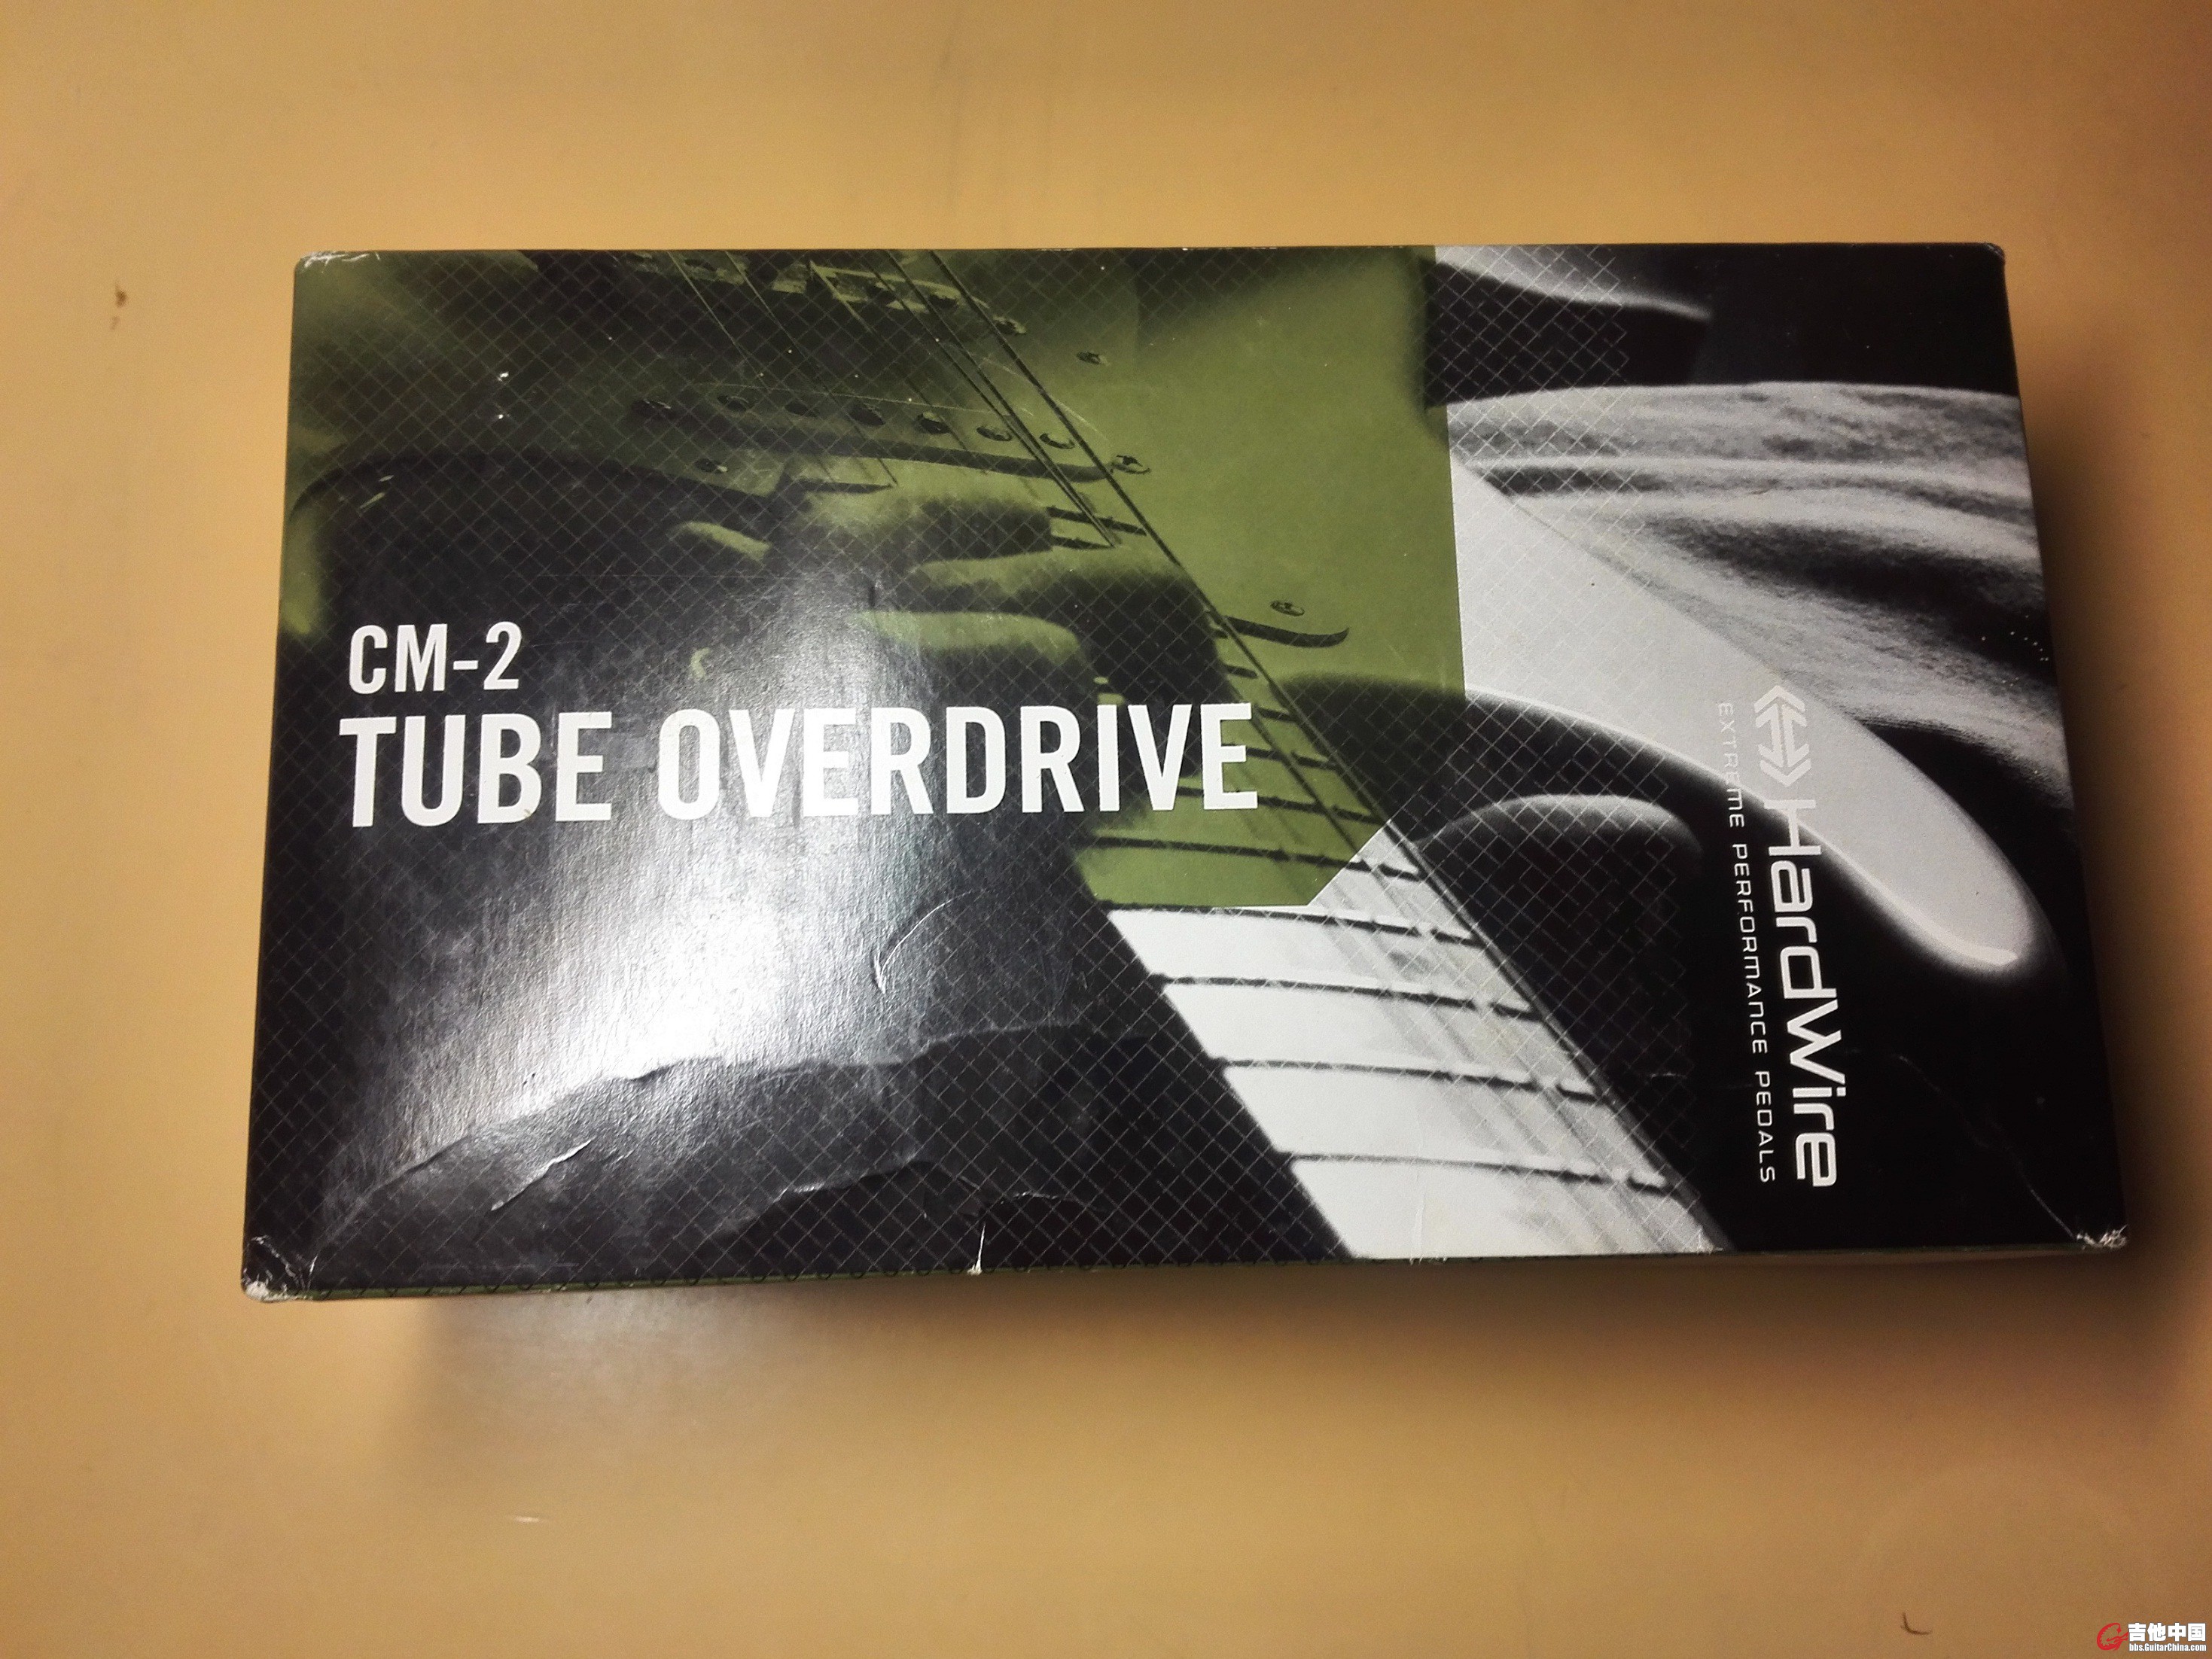 CM-2
TUBE OVERDRIVE
HardWire
EXTREME PERFORMANCE PEDALS
吉他中国
bbs.GuitarChina.com